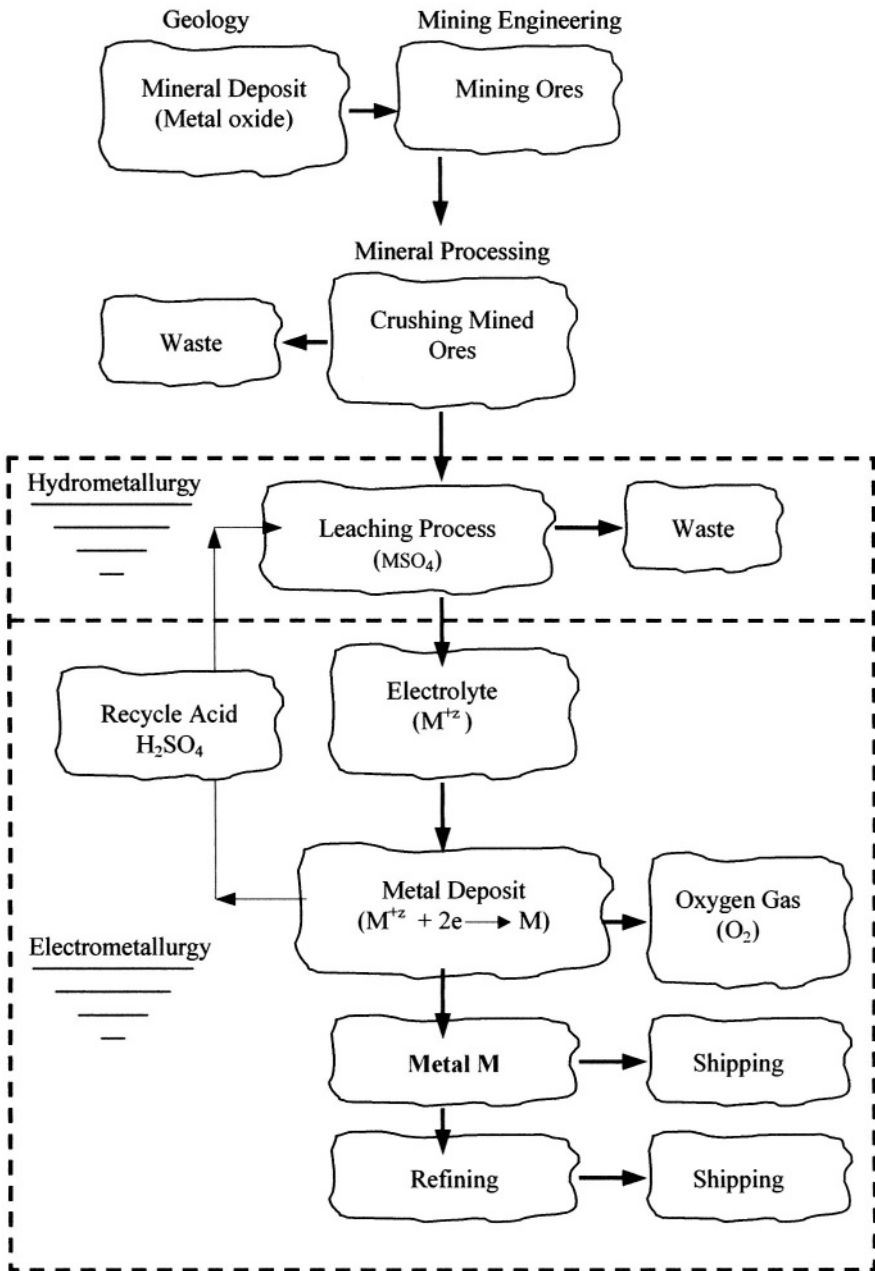 Geology
Mining Engineering
Mineral Deposit
(Metal oxide)
Mining Ores
Mineral Processing
Waste
Crushing Mined
Ores
Hydrometallurgy
Leaching Process
(MSO₄)
Waste
Recycle Acid
H₂SO₄
Electrolyte
(M⁺ᶻ)
Metal Deposit
(M⁺ᶻ + 2e → M)
Oxygen Gas
(O₂)
Electrometallurgy
Metal M
Shipping
Refining
Shipping